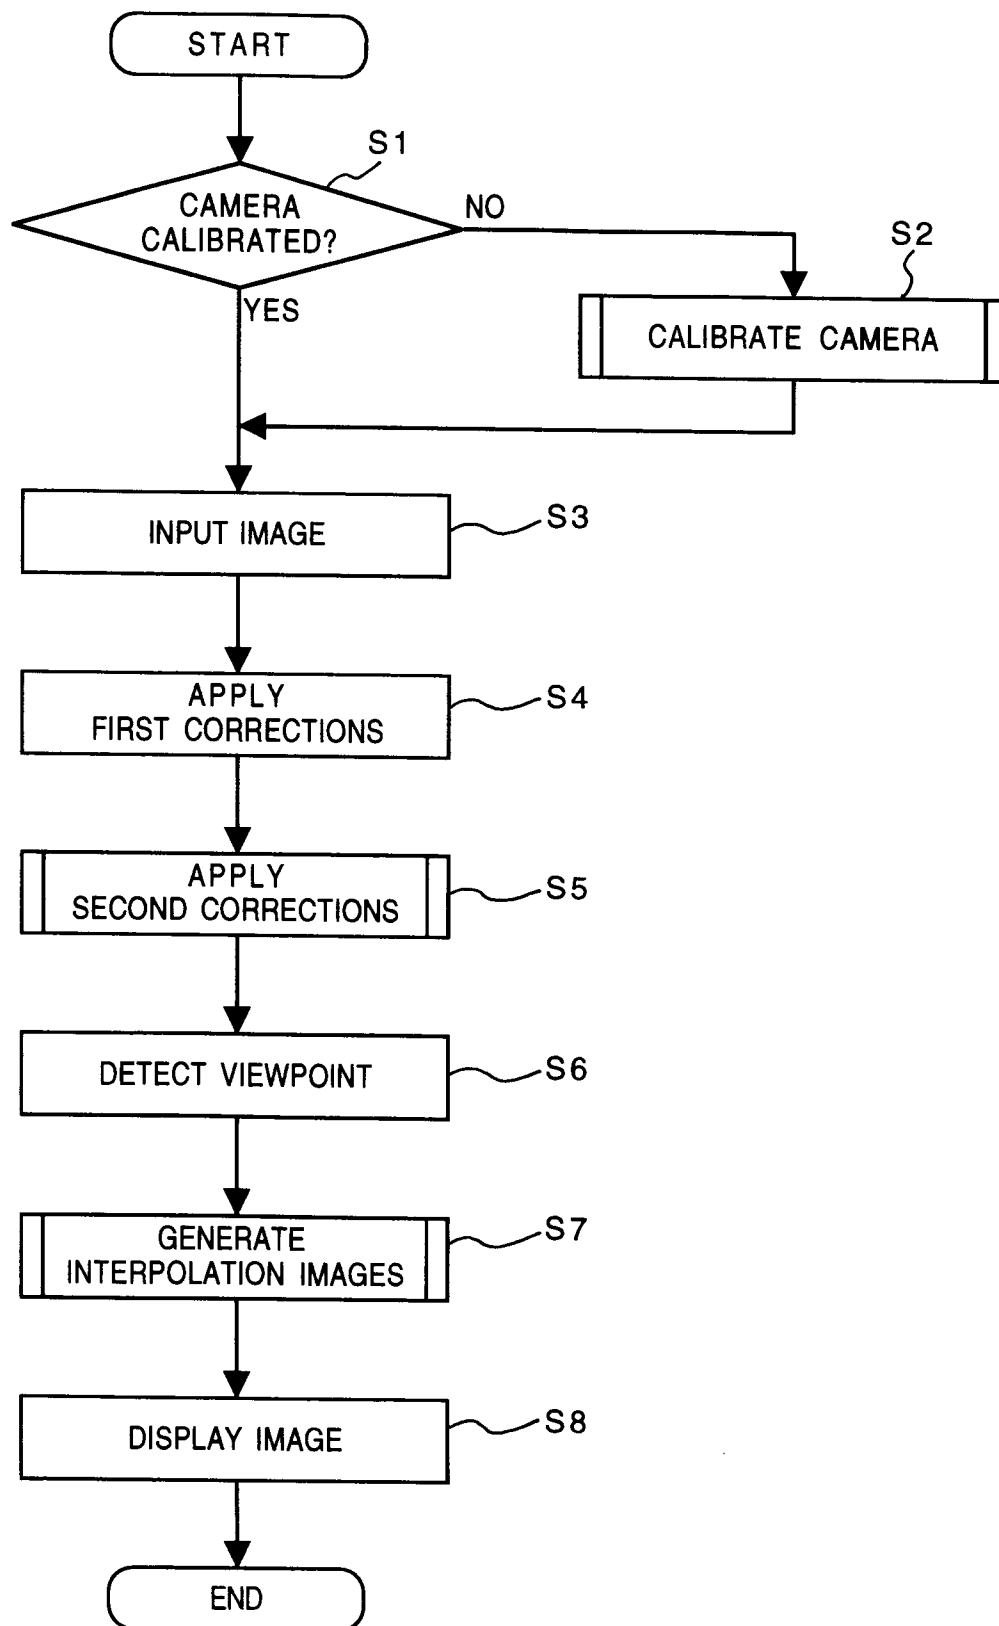 START
S1
CAMERA
CALIBRATED?
NO
YES
S2
CALIBRATE CAMERA
INPUT IMAGE
S3
APPLY
FIRST CORRECTIONS
S4
APPLY
SECOND CORRECTIONS
S5
DETECT VIEWPOINT
S6
GENERATE
INTERPOLATION IMAGES
S7
DISPLAY IMAGE
S8
END